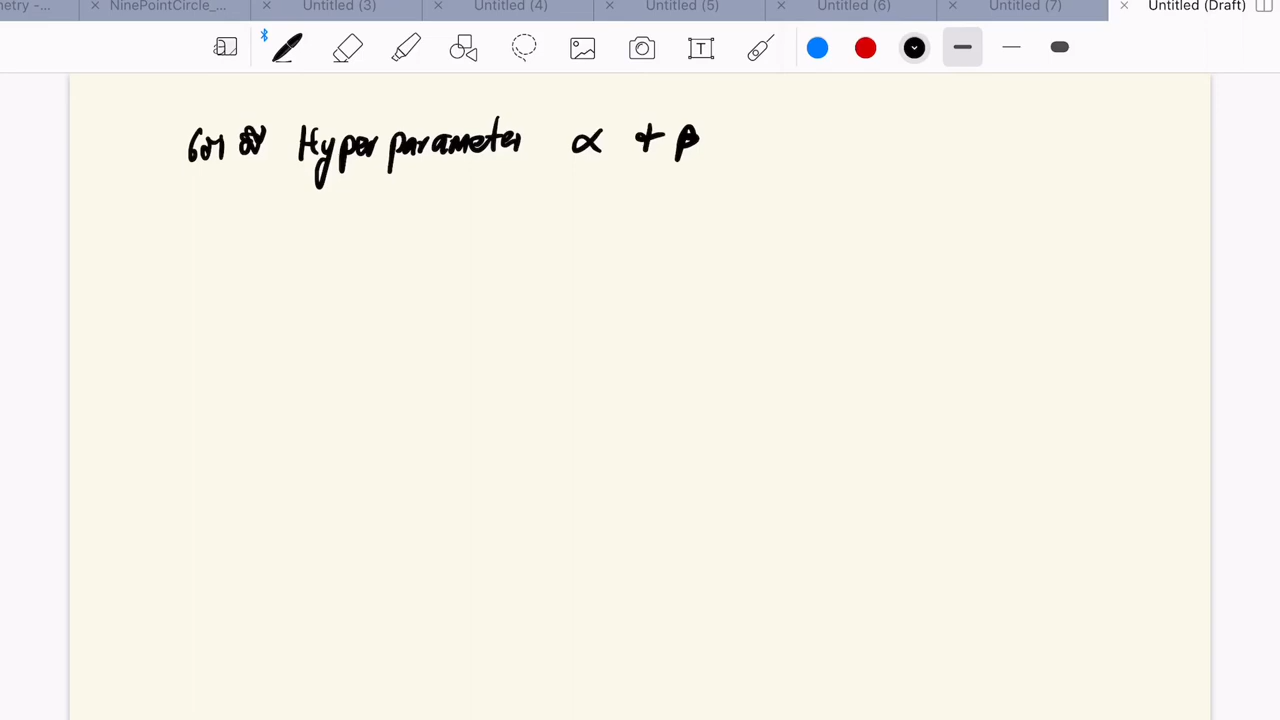 etry -... NinePointCircle_... Untitled (3) Untitled (4) Untitled (5) Untitled (6) Untitled (7) Untitled (Draft)
T
Hyperparameter α + β